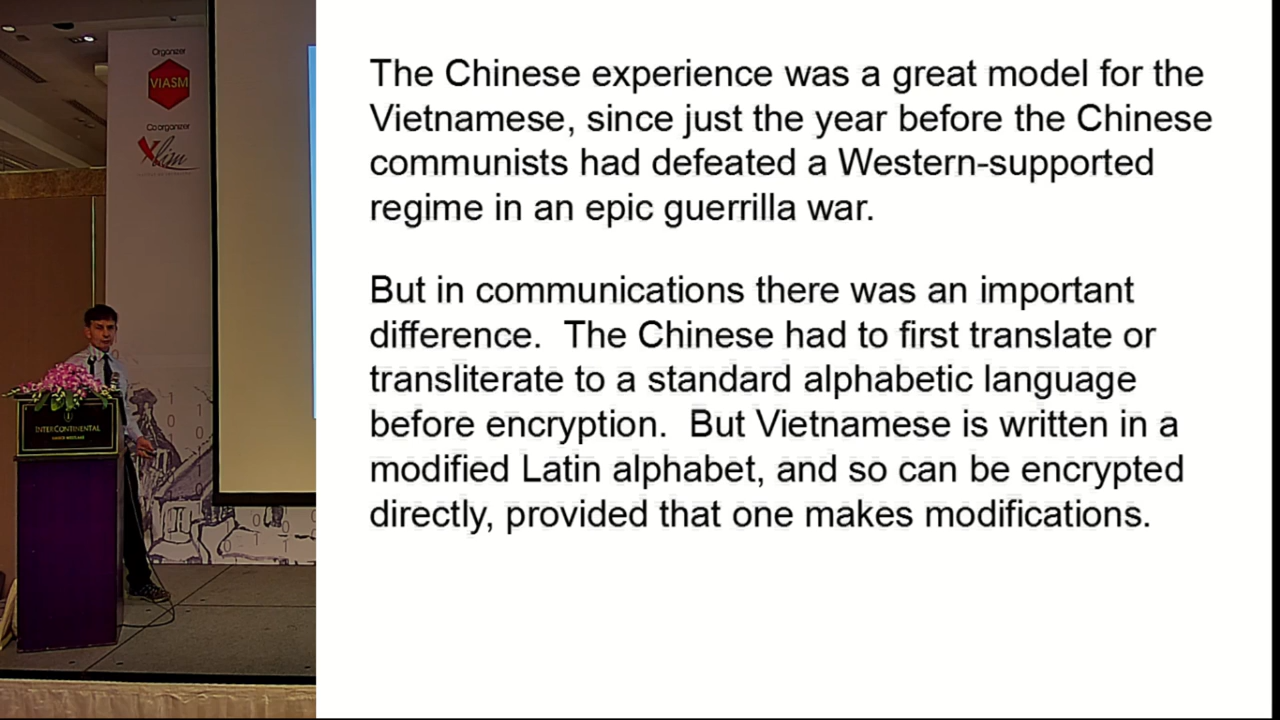 Organizer
VIASM
Coorganizer
Xlim
INTERCONTINENTAL
The Chinese experience was a great model for the
Vietnamese, since just the year before the Chinese
communists had defeated a Western-supported
regime in an epic guerrilla war.
But in communications there was an important
difference.  The Chinese had to first translate or
transliterate to a standard alphabetic language
before encryption.  But Vietnamese is written in a
modified Latin alphabet, and so can be encrypted
directly, provided that one makes modifications.